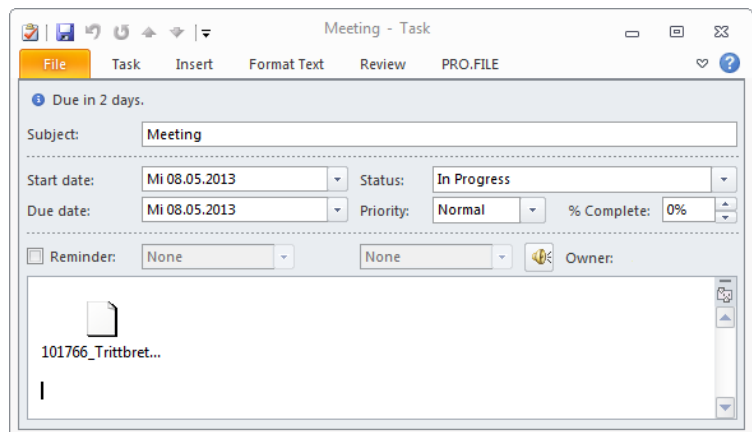 Meeting - Task
File Task Insert Format Text Review PRO.FILE
Due in 2 days.
Subject: Meeting
Start date: Mi 08.05.2013 Status: In Progress
Due date: Mi 08.05.2013 Priority: Normal % Complete: 0%
Reminder: None None Owner:
101766_Trittbret...